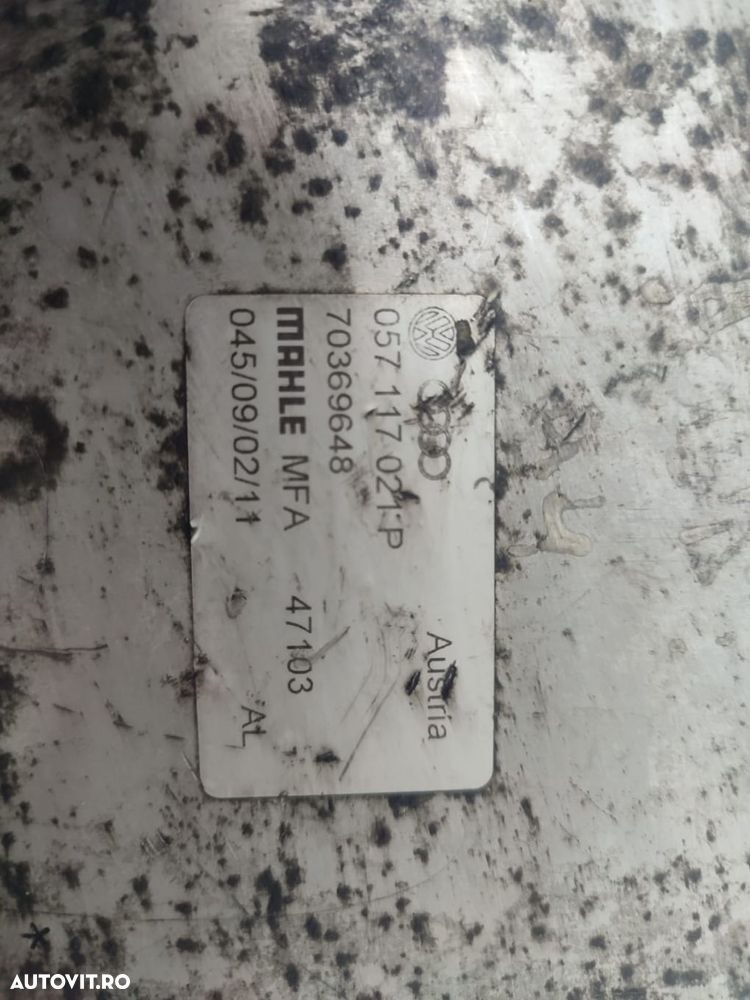 Austria
057 117 021 P
70369648
MAHLE MFA 47103
045/09/02/11 AL
AUTOVIT.RO